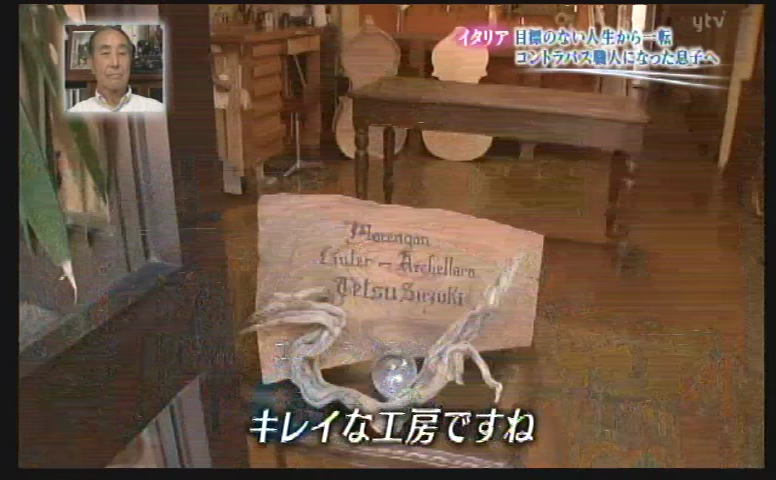 ytv
イタリア 目標のない人生から一転
コントラバス職人になった息子へ
Marengon
Liuter - Archettaro
Tetsu Suzuki
キレイな工房ですね